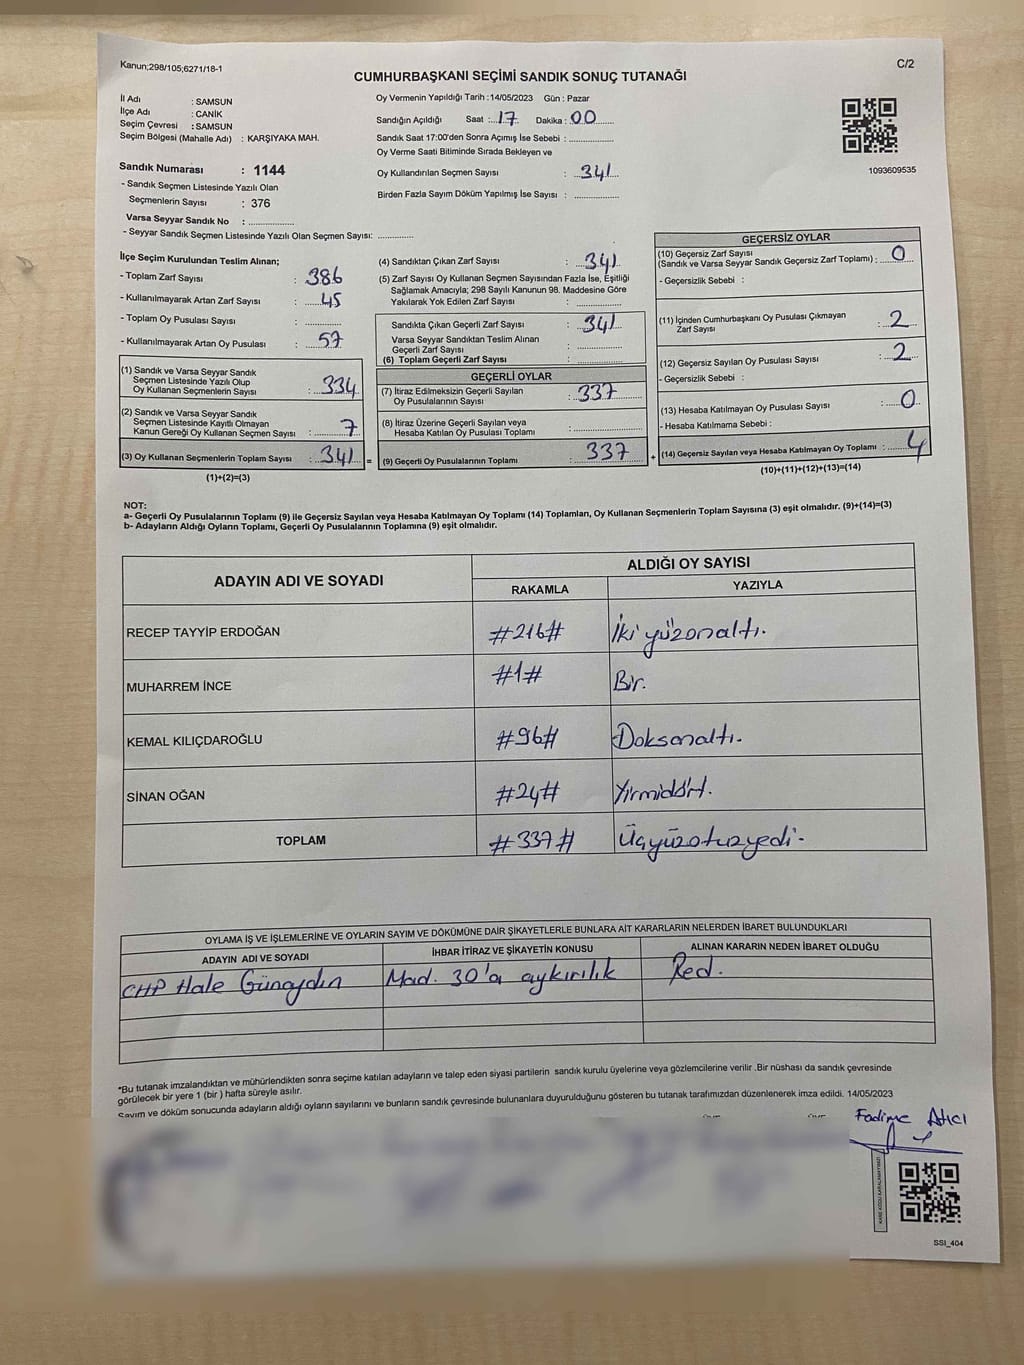 Kanun;298/105;6271/18-1
C/2
CUMHURBAŞKANI SEÇİMİ SANDIK SONUÇ TUTANAĞI
İl Adı : SAMSUN
İlçe Adı : CANİK
Seçim Çevresi : SAMSUN
Seçim Bölgesi (Mahalle Adı) : KARŞIYAKA MAH.
Sandık Numarası : 1144
- Sandık Seçmen Listesinde Yazılı Olan
Seçmenlerin Sayısı : 376
Varsa Seyyar Sandık No : ..............
- Seyyar Sandık Seçmen Listesinde Yazılı Olan Seçmen Sayısı: ............
Oy Vermenin Yapıldığı Tarih :14/05/2023 Gün : Pazar
Sandığın Açıldığı Saat :..17 Dakika : 00......
Sandık Saat 17:00'den Sonra Açımış İse Sebebi : ..............
Oy Verme Saati Bitiminde Sırada Bekleyen ve
Oy Kullandırılan Seçmen Sayısı : ..341...
Birden Fazla Sayım Döküm Yapılmış İse Sayısı : ..............
1093609535
İlçe Seçim Kurulundan Teslim Alınan;
- Toplam Zarf Sayısı : 386
- Kullanılmayarak Artan Zarf Sayısı : ....45
- Toplam Oy Pusulası Sayısı : ...........
- Kullanılmayarak Artan Oy Pusulası : ...57
(1) Sandık ve Varsa Seyyar Sandık
Seçmen Listesinde Yazılı Olup
Oy Kullanan Seçmenlerin Sayısı : ..334
(2) Sandık ve Varsa Seyyar Sandık
Seçmen Listesinde Kayıtlı Olmayan
Kanun Gereği Oy Kullanan Seçmen Sayısı : .......7
(3) Oy Kullanan Seçmenlerin Toplam Sayısı : ..341.. =
(1)+(2)=(3)
(4) Sandıktan Çıkan Zarf Sayısı : ...341..
(5) Zarf Sayısı Oy Kullanan Seçmen Sayısından Fazla İse, Eşitliği
Sağlamak Amacıyla; 298 Sayılı Kanunun 98. Maddesine Göre
Yakılarak Yok Edilen Zarf Sayısı : ..............
Sandıkta Çıkan Geçerli Zarf Sayısı : ...341..
Varsa Seyyar Sandıktan Teslim Alınan
Geçerli Zarf Sayısı : ..............
(6) Toplam Geçerli Zarf Sayısı : ..............
GEÇERLİ OYLAR
(7) İtiraz Edilmeksizin Geçerli Sayılan
Oy Pusulalarının Sayısı : ..337......
(8) İtiraz Üzerine Geçerli Sayılan veya
Hesaba Katılan Oy Pusulası Toplamı : ..............
(9) Geçerli Oy Pusulalarının Toplamı : ...337..... +
GEÇERSİZ OYLAR
(10) Geçersiz Zarf Sayısı
(Sandık ve Varsa Seyyar Sandık Geçersiz Zarf Toplamı) : ..0..
- Geçersizlik Sebebi :
(11) İçinden Cumhurbaşkanı Oy Pusulası Çıkmayan
Zarf Sayısı : ..2...
(12) Geçersiz Sayılan Oy Pusulası Sayısı : ...2...
- Geçersizlik Sebebi :
(13) Hesaba Katılmayan Oy Pusulası Sayısı : ....0.
- Hesaba Katılmama Sebebi :
(14) Geçersiz Sayılan veya Hesaba Katılmayan Oy Toplamı : ......4
(10)+(11)+(12)+(13)=(14)
NOT:
a- Geçerli Oy Pusulalarının Toplamı (9) ile Geçersiz Sayılan veya Hesaba Katılmayan Oy Toplamı (14) Toplamları, Oy Kullanan Seçmenlerin Toplam Sayısına (3) eşit olmalıdır. (9)+(14)=(3)
b- Adayların Aldığı Oyların Toplamı, Geçerli Oy Pusulalarının Toplamına (9) eşit olmalıdır.
ADAYIN ADI VE SOYADI ALDIĞI OY SAYISI
RAKAMLA YAZIYLA
RECEP TAYYİP ERDOĞAN #216# İki yüzonaltı.
MUHARREM İNCE #1# Bir.
KEMAL KILIÇDAROĞLU #96# Doksanaltı.
SİNAN OĞAN #24# Yirmidört.
TOPLAM #337# Üçyüzotuzyedi.
OYLAMA İŞ VE İŞLEMLERİNE VE OYLARIN SAYIM VE DÖKÜMÜNE DAİR ŞİKAYETLERLE BUNLARA AİT KARARLARIN NELERDEN İBARET BULUNDUKLARI
ADAYIN ADI VE SOYADI İHBAR İTİRAZ VE ŞİKAYETİN KONUSU ALINAN KARARIN NEDEN İBARET OLDUĞU
CHP Hale Günaydın Mad. 30'a aykırılık Red.
*Bu tutanak imzalandıktan ve mühürlendikten sonra seçime katılan adayların ve talep eden siyasi partilerin sandık kurulu üyelerine veya gözlemcilerine verilir .Bir nüshası da sandık çevresinde
görülecek bir yere 1 (bir ) hafta süreyle asılır.
Sayım ve döküm sonucunda adayların aldığı oyların sayılarını ve bunların sandık çevresinde bulunanlara duyurulduğunu gösteren bu tutanak tarafımızdan düzenlenerek imza edildi. 14/05/2023
Fadime Atıcı
SSI_404